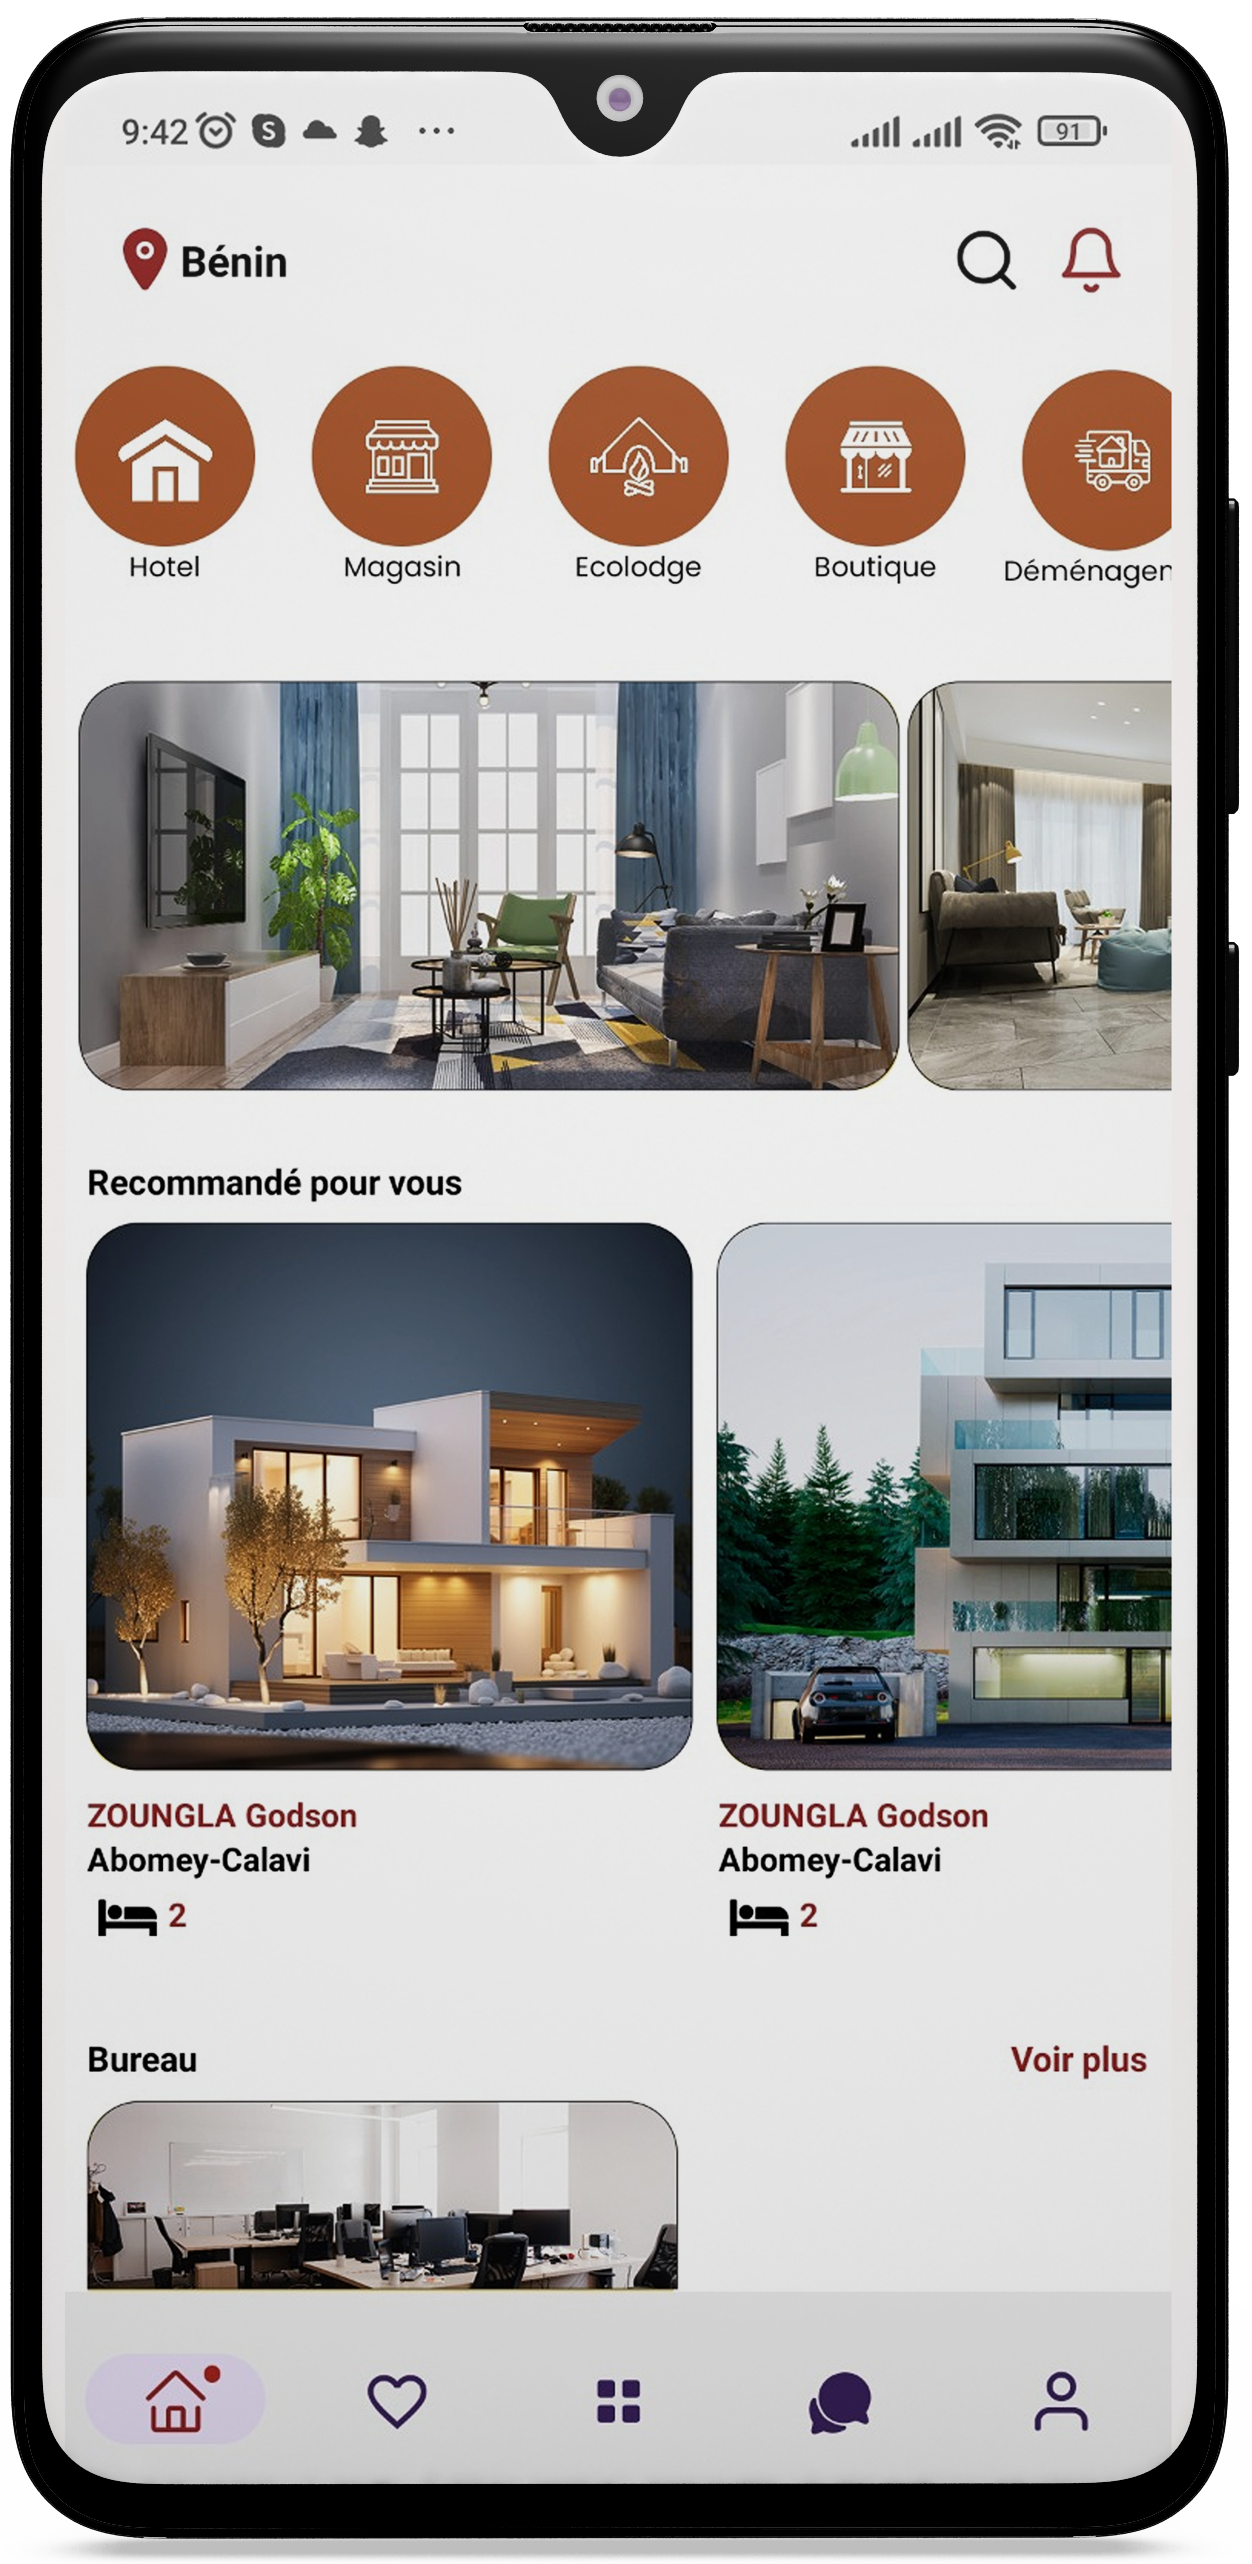 9:42
91
Bénin
Hotel
Magasin
Ecolodge
Boutique
Déménagem
Recommandé pour vous
ZOUNGLA Godson
Abomey-Calavi
2
ZOUNGLA Godson
Abomey-Calavi
2
Bureau
Voir plus